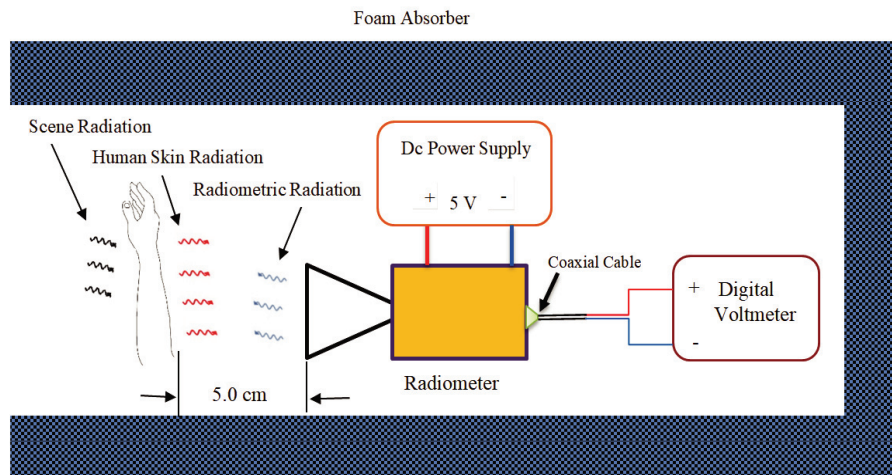 Foam Absorber
Scene Radiation
Human Skin Radiation
Radiometric Radiation
Dc Power Supply
+ 5 V -
Coaxial Cable
+ Digital
Voltmeter
-
Radiometer
5.0 cm